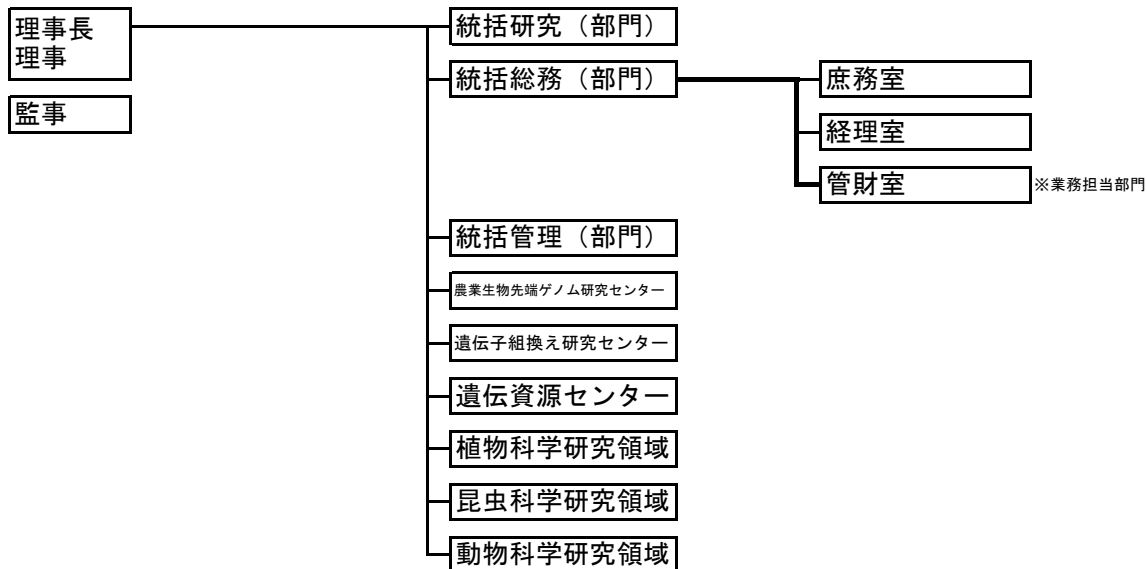 理事長
理事
監事
統括研究（部門）
統括総務（部門）
庶務室
経理室
管財室
※業務担当部門
統括管理（部門）
農業生物先端ゲノム研究センター
遺伝子組換え研究センター
遺伝資源センター
植物科学研究領域
昆虫科学研究領域
動物科学研究領域